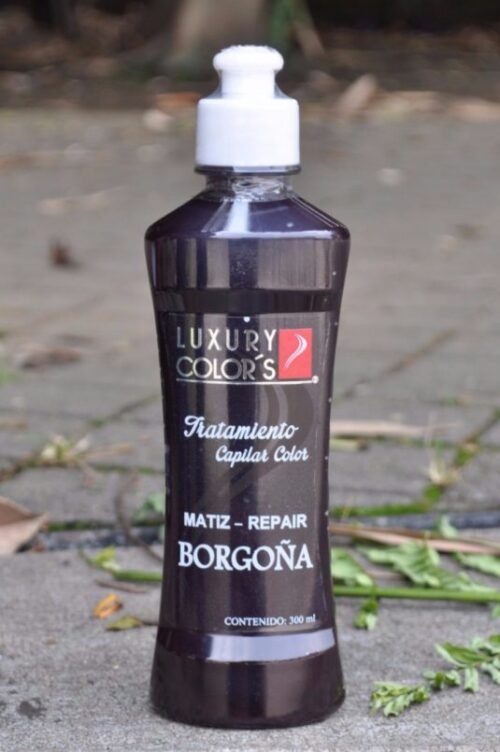 LUXURY
COLOR´S ®
Tratamiento
Capilar Color
MATIZ - REPAIR
BORGOÑA
CONTENIDO: 300 ml